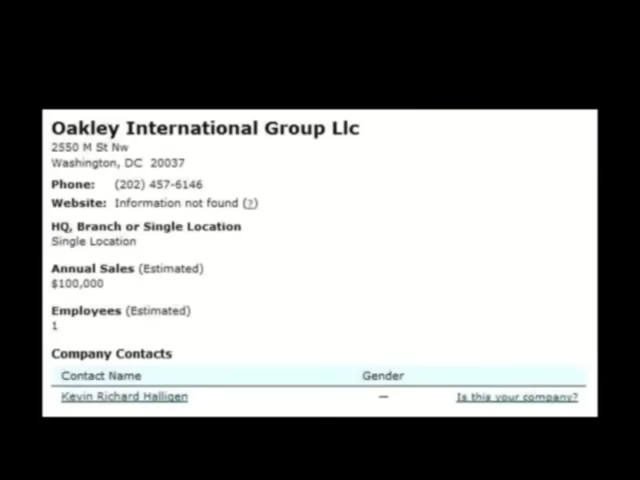 Oakley International Group Llc
2550 M St Nw
Washington, DC 20037
Phone: (202) 457-6146
Website: Information not found (?)
HQ, Branch or Single Location
Single Location
Annual Sales (Estimated)
$100,000
Employees (Estimated)
1
Company Contacts
Contact Name Gender
Kevin Richard Halligen — Is this your company?